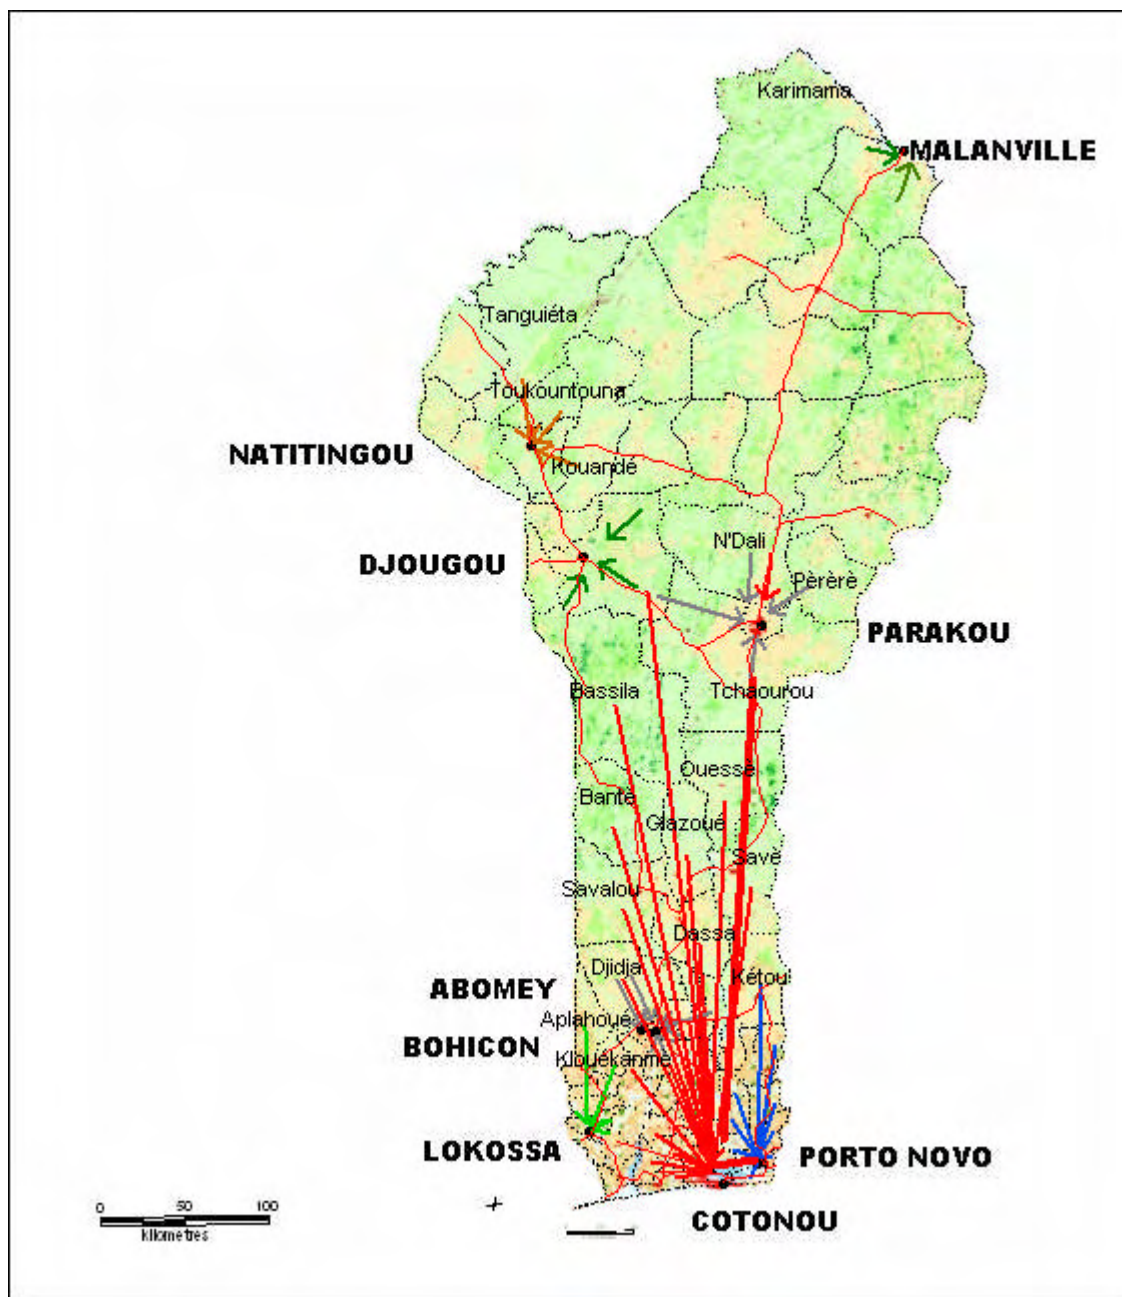 Karimama
MALANVILLE
Tanguiéta
Toukountouna
NATITINGOU
Kouandé
N'Dali
DJOUGOU
Pèrèrè
PARAKOU
Bassila
Tchaourou
Ouessè
Bantè
Glazoué
Savè
Savalou
Dassa
Djidja
Kétou
ABOMEY
Aplahoué
BOHICON
Klouékanmè
LOKOSSA
PORTO NOVO
COTONOU
0 50 100
kilomètres